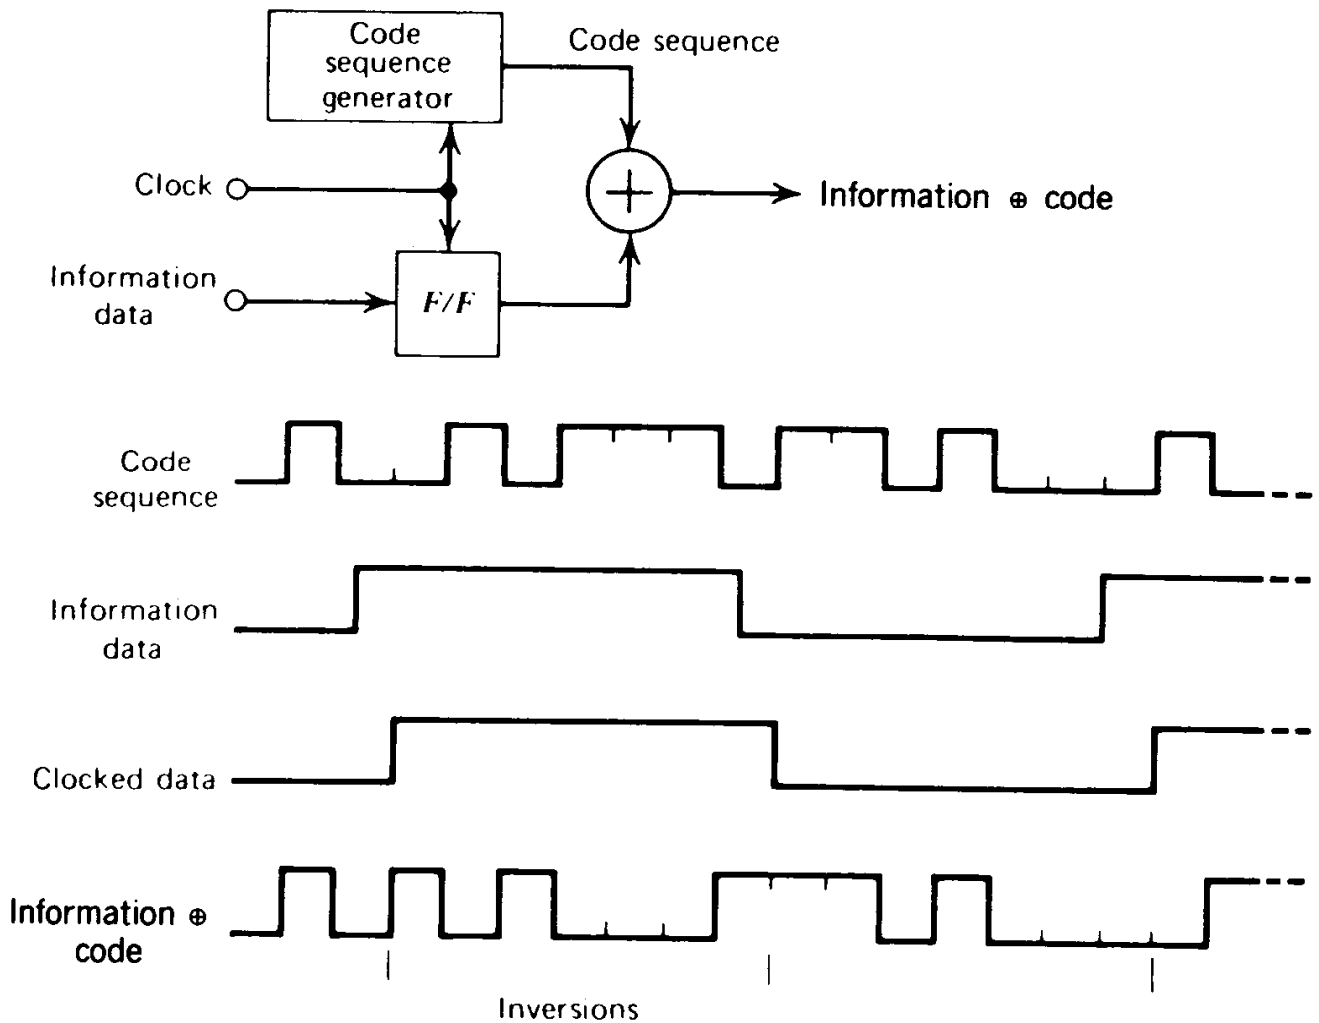 Code
sequence
generator
Code sequence
Clock
Information ⊕ code
Information
data
F/F
Code
sequence
Information
data
Clocked data
Information ⊕
code
Inversions